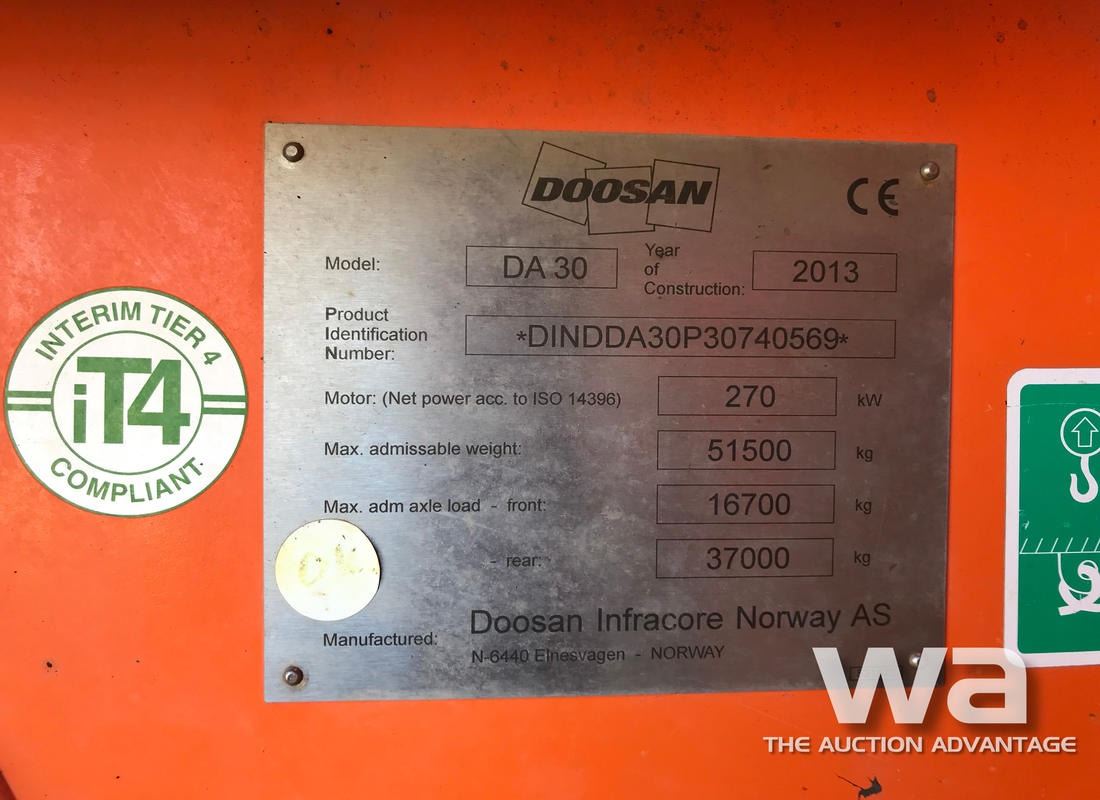 DOOSAN
CE
Model: DA 30 Year of Construction: 2013
Product Identification Number: *DINDDA30P30740569*
Motor: (Net power acc. to ISO 14396) 270 kW
Max. admissable weight: 51500 kg
Max. adm axle load - front: 16700 kg
- rear: 37000 kg
Manufactured: Doosan Infracore Norway AS
N-6440 Elnesvagen - NORWAY
INTERIM TIER 4
iT4
COMPLIANT
wa
THE AUCTION ADVANTAGE